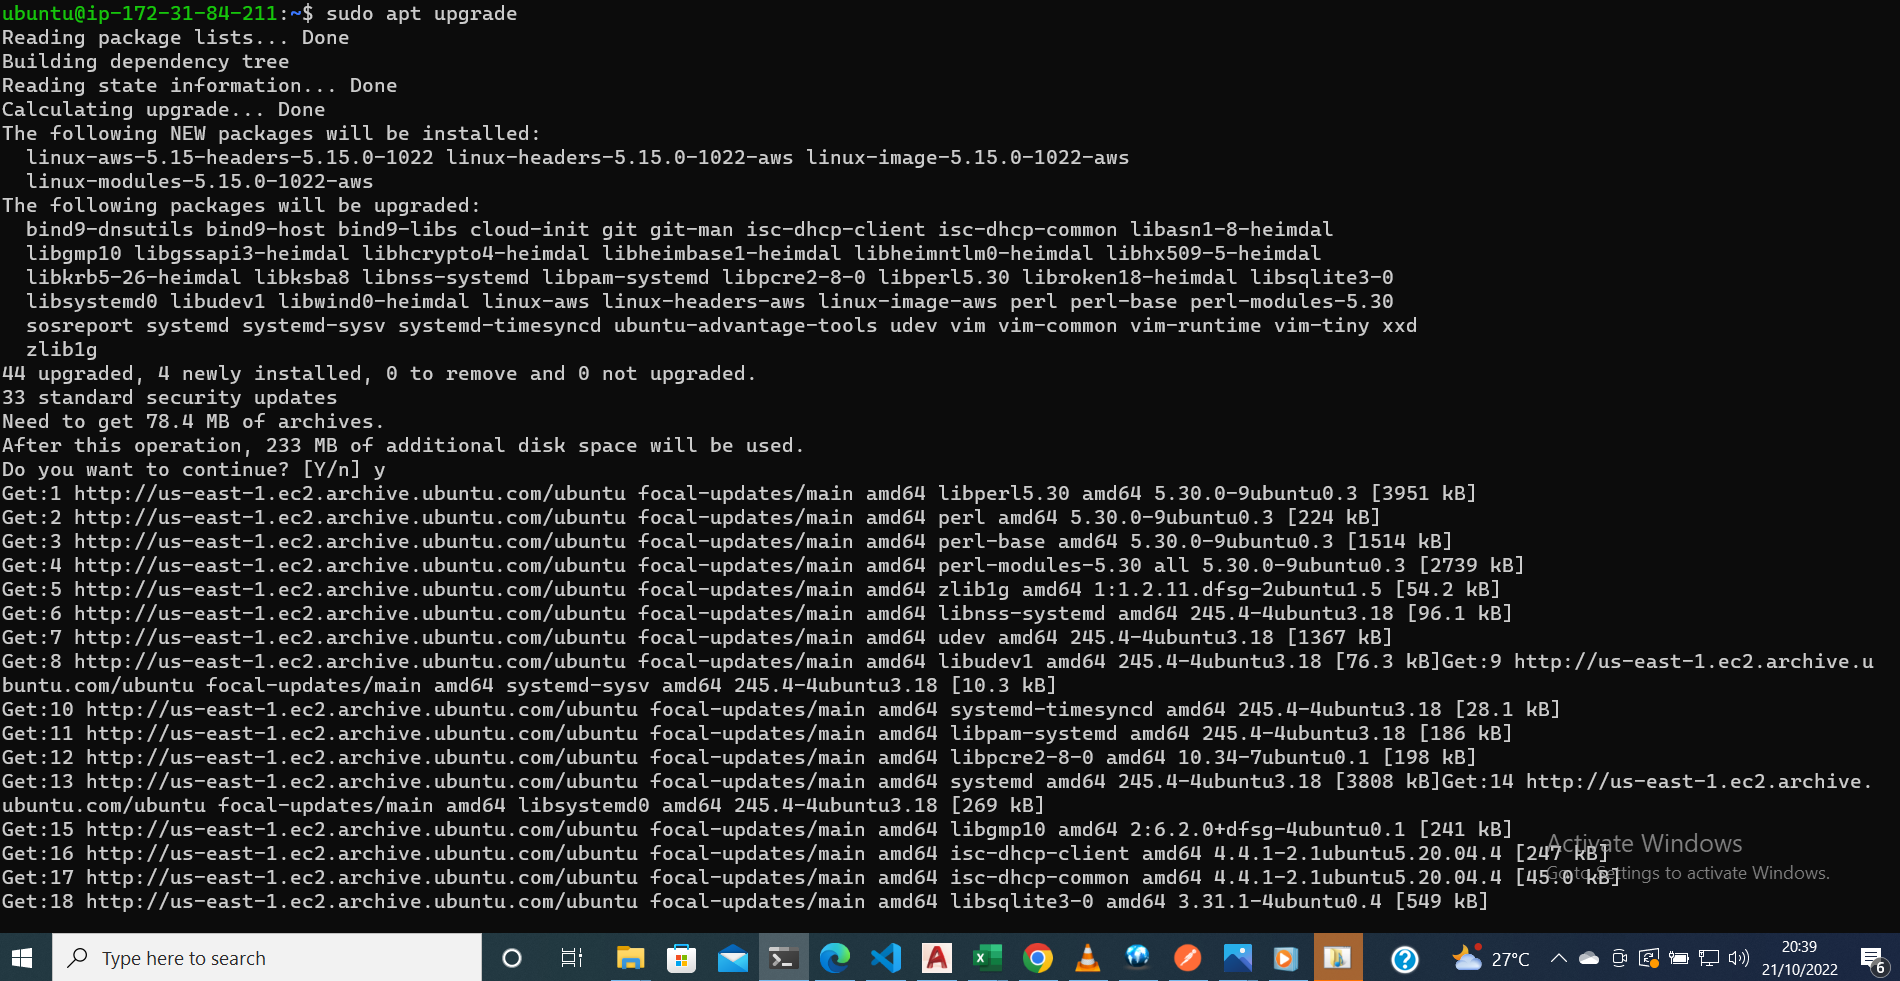 ubuntu@ip-172-31-84-211:~$ sudo apt upgrade
Reading package lists... Done
Building dependency tree
Reading state information... Done
Calculating upgrade... Done
The following NEW packages will be installed:
  linux-aws-5.15-headers-5.15.0-1022 linux-headers-5.15.0-1022-aws linux-image-5.15.0-1022-aws
  linux-modules-5.15.0-1022-aws
The following packages will be upgraded:
  bind9-dnsutils bind9-host bind9-libs cloud-init git git-man isc-dhcp-client isc-dhcp-common libasn1-8-heimdal
  libgmp10 libgssapi3-heimdal libhcrypto4-heimdal libheimbase1-heimdal libheimntlm0-heimdal libhx509-5-heimdal
  libkrb5-26-heimdal libksba8 libnss-systemd libpam-systemd libpcre2-8-0 libperl5.30 libroken18-heimdal libsqlite3-0
  libsystemd0 libudev1 libwind0-heimdal linux-aws linux-headers-aws linux-image-aws perl perl-base perl-modules-5.30
  sosreport systemd systemd-sysv systemd-timesyncd ubuntu-advantage-tools udev vim vim-common vim-runtime vim-tiny xxd
  zlib1g
44 upgraded, 4 newly installed, 0 to remove and 0 not upgraded.
33 standard security updates
Need to get 78.4 MB of archives.
After this operation, 233 MB of additional disk space will be used.
Do you want to continue? [Y/n] y
Get:1 http://us-east-1.ec2.archive.ubuntu.com/ubuntu focal-updates/main amd64 libperl5.30 amd64 5.30.0-9ubuntu0.3 [3951 kB]
Get:2 http://us-east-1.ec2.archive.ubuntu.com/ubuntu focal-updates/main amd64 perl amd64 5.30.0-9ubuntu0.3 [224 kB]
Get:3 http://us-east-1.ec2.archive.ubuntu.com/ubuntu focal-updates/main amd64 perl-base amd64 5.30.0-9ubuntu0.3 [1514 kB]
Get:4 http://us-east-1.ec2.archive.ubuntu.com/ubuntu focal-updates/main amd64 perl-modules-5.30 all 5.30.0-9ubuntu0.3 [2739 kB]
Get:5 http://us-east-1.ec2.archive.ubuntu.com/ubuntu focal-updates/main amd64 zlib1g amd64 1:1.2.11.dfsg-2ubuntu1.5 [54.2 kB]
Get:6 http://us-east-1.ec2.archive.ubuntu.com/ubuntu focal-updates/main amd64 libnss-systemd amd64 245.4-4ubuntu3.18 [96.1 kB]
Get:7 http://us-east-1.ec2.archive.ubuntu.com/ubuntu focal-updates/main amd64 udev amd64 245.4-4ubuntu3.18 [1367 kB]
Get:8 http://us-east-1.ec2.archive.ubuntu.com/ubuntu focal-updates/main amd64 libudev1 amd64 245.4-4ubuntu3.18 [76.3 kB]Get:9 http://us-east-1.ec2.archive.u
buntu.com/ubuntu focal-updates/main amd64 systemd-sysv amd64 245.4-4ubuntu3.18 [10.3 kB]
Get:10 http://us-east-1.ec2.archive.ubuntu.com/ubuntu focal-updates/main amd64 systemd-timesyncd amd64 245.4-4ubuntu3.18 [28.1 kB]
Get:11 http://us-east-1.ec2.archive.ubuntu.com/ubuntu focal-updates/main amd64 libpam-systemd amd64 245.4-4ubuntu3.18 [186 kB]
Get:12 http://us-east-1.ec2.archive.ubuntu.com/ubuntu focal-updates/main amd64 libpcre2-8-0 amd64 10.34-7ubuntu0.1 [198 kB]
Get:13 http://us-east-1.ec2.archive.ubuntu.com/ubuntu focal-updates/main amd64 systemd amd64 245.4-4ubuntu3.18 [3808 kB]Get:14 http://us-east-1.ec2.archive.
ubuntu.com/ubuntu focal-updates/main amd64 libsystemd0 amd64 245.4-4ubuntu3.18 [269 kB]
Get:15 http://us-east-1.ec2.archive.ubuntu.com/ubuntu focal-updates/main amd64 libgmp10 amd64 2:6.2.0+dfsg-4ubuntu0.1 [241 kB]
Get:16 http://us-east-1.ec2.archive.ubuntu.com/ubuntu focal-updates/main amd64 isc-dhcp-client amd64 4.4.1-2.1ubuntu5.20.04.4 [247 kB]
Get:17 http://us-east-1.ec2.archive.ubuntu.com/ubuntu focal-updates/main amd64 isc-dhcp-common amd64 4.4.1-2.1ubuntu5.20.04.4 [45.0 kB]
Get:18 http://us-east-1.ec2.archive.ubuntu.com/ubuntu focal-updates/main amd64 libsqlite3-0 amd64 3.31.1-4ubuntu0.4 [549 kB]
Activate Windows
Go to Settings to activate Windows.
Type here to search
27°C
20:39
21/10/2022
6